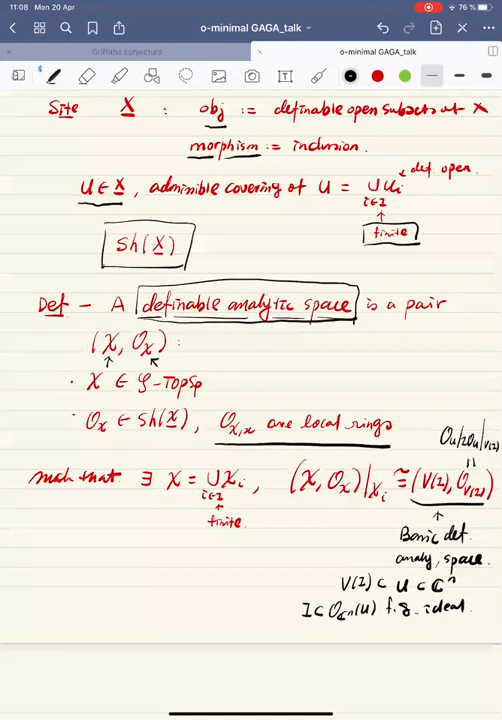 11:08 Mon 20 Apr
76 %
o-minimal GAGA_talk
Griffiths conjecture
o-minimal GAGA_talk
Site X : obj := definable open subsets of X
morphism := inclusion.
U ∈ X, admissible covering of U = ∪ Ui
i∈I
def. open.
finite
Sh(X)
Def - A definable analytic space is a pair
(X, OX) :
· X ∈ φ-TopSp
· OX ∈ Sh(X), OX,x are local rings
OU/IOU|V(I)
such that ∃ X = ∪ Xi, (X, OX)|Xi ≅ (V(I), OV(I))
i∈I
finite
Basic def.
analy, space.
V(I) ⊂ U ⊂ ℂⁿ
I ⊂ Oℂⁿ(U) f.g. ideal